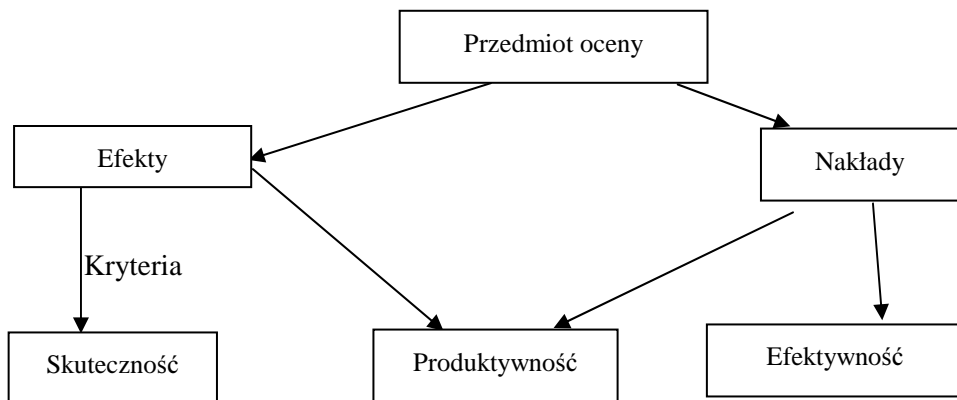 Przedmiot oceny
Efekty
Nakłady
Kryteria
Skuteczność
Produktywność
Efektywność